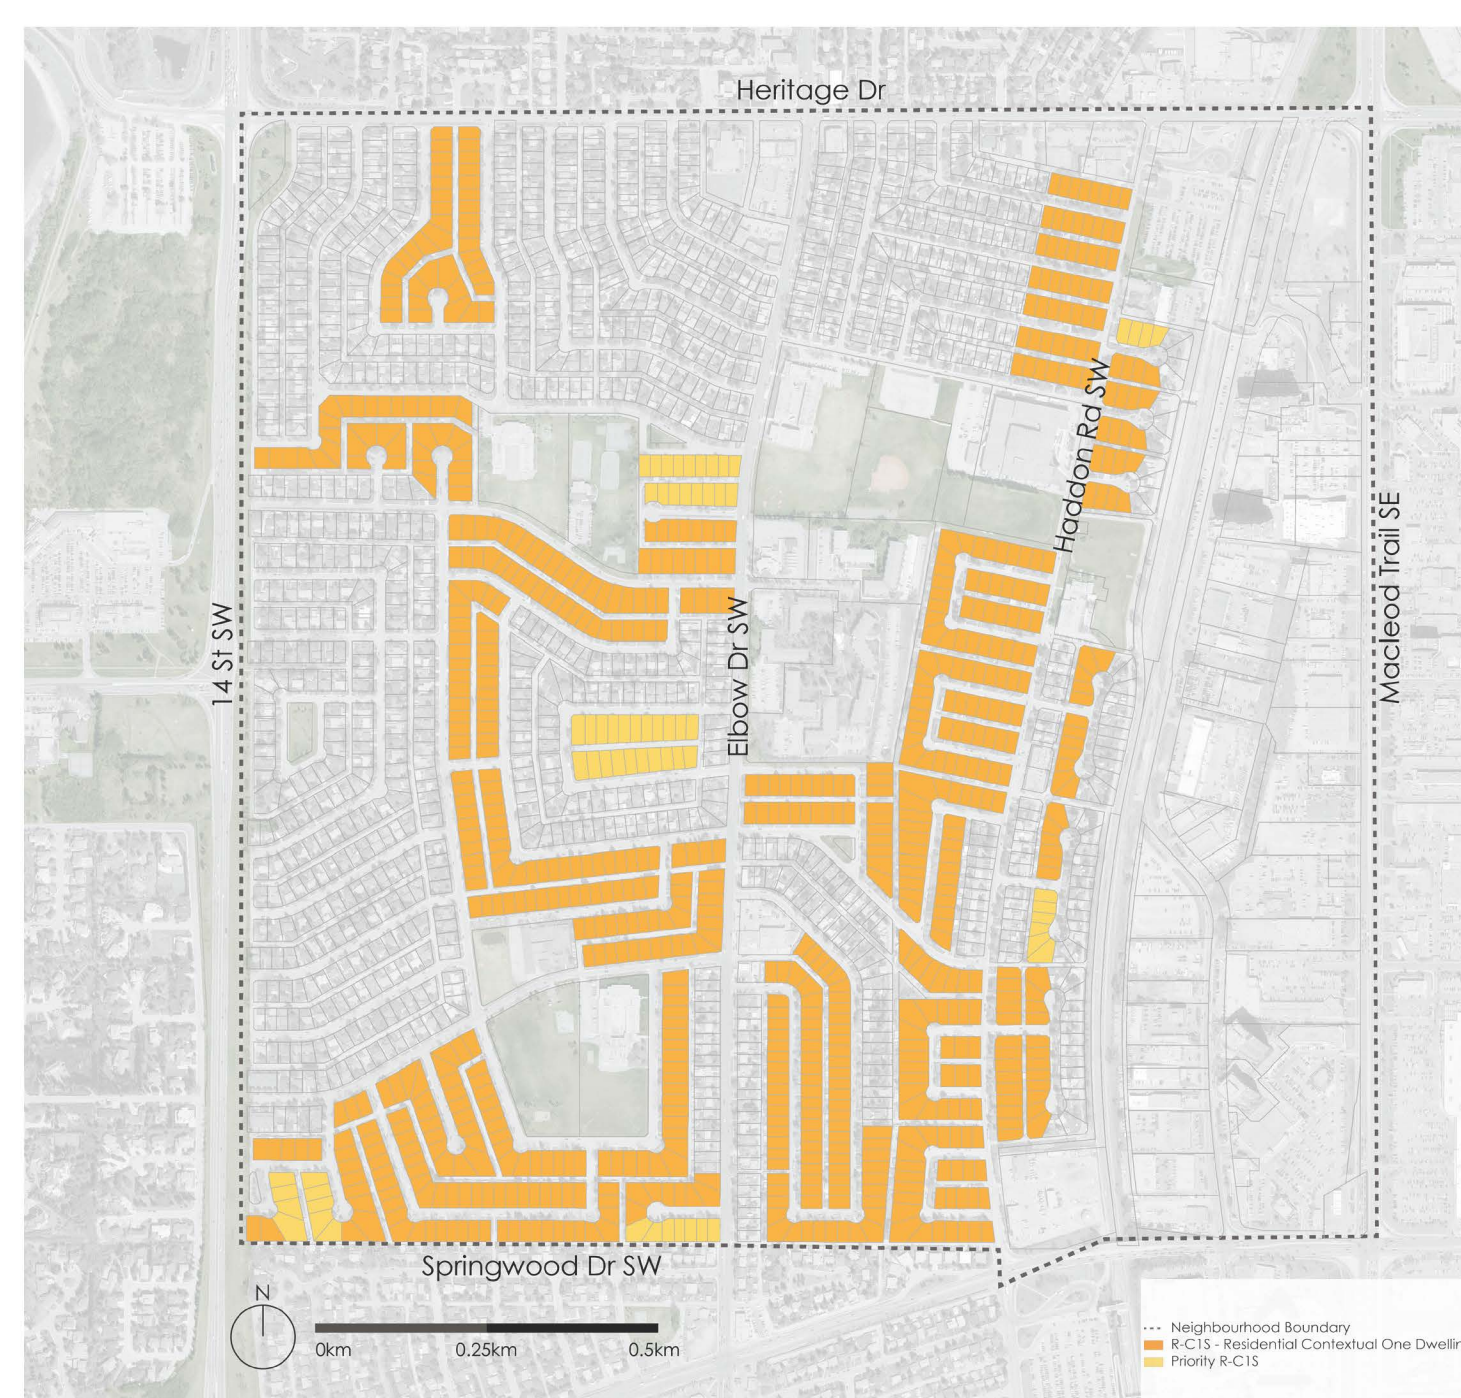 Heritage Dr
Haddon Rd SW
Macleod Trail SE
14 St SW
Elbow Dr SW
Springwood Dr SW
N
0km 0.25km 0.5km
Neighbourhood Boundary
R-C1S - Residential Contextual One Dwellin
Priority R-C1S